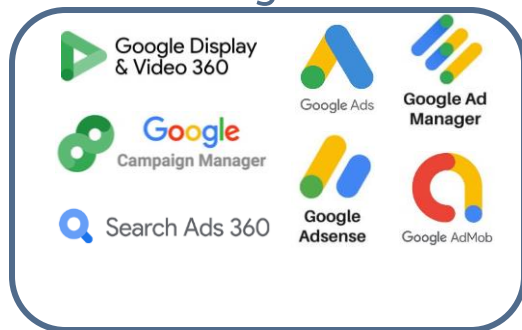 Google Display
& Video 360
Google
Campaign Manager
Search Ads 360
Google Ads
Google Ad
Manager
Google
Adsense
Google AdMob